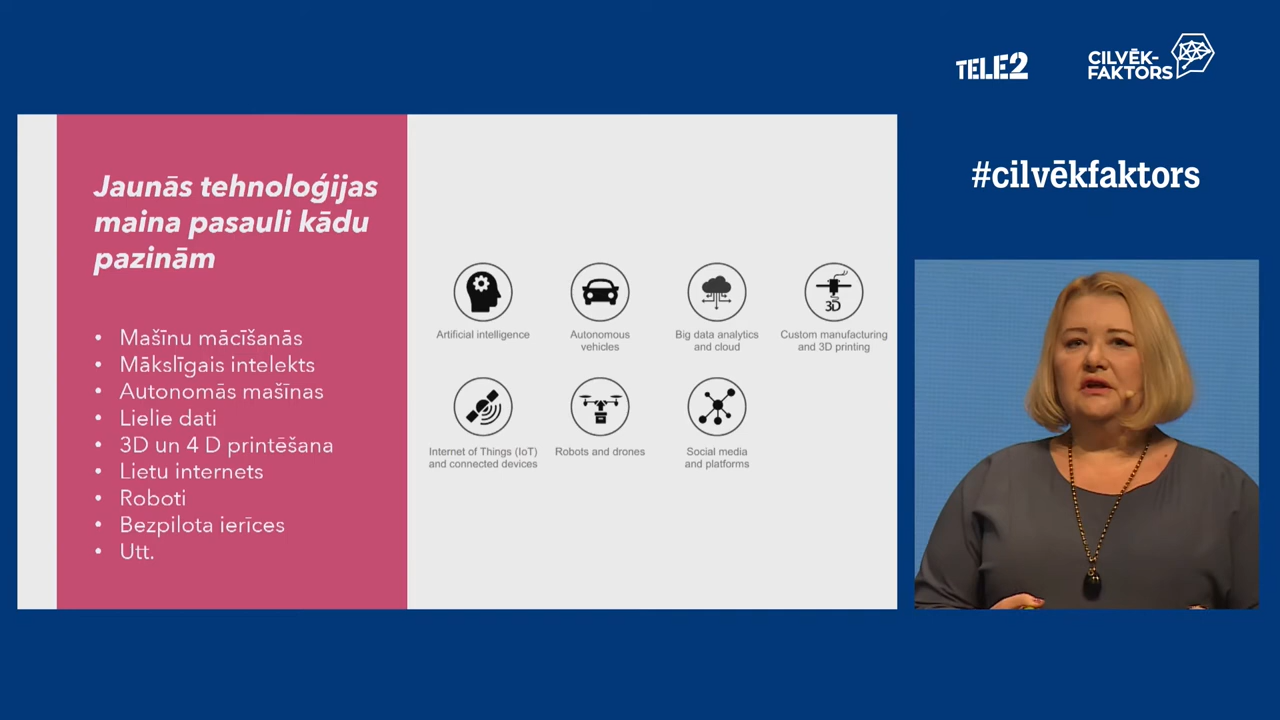 TELE2
CILVĒK-
FAKTORS
#cilvēkfaktors
Jaunās tehnoloģijas
maina pasauli kādu
pazinām
• Mašīnu mācīšanās
• Mākslīgais intelekts
• Autonomās mašīnas
• Lielie dati
• 3D un 4 D printēšana
• Lietu internets
• Roboti
• Bezpilota ierīces
• Utt.
Artificial intelligence
Autonomous
vehicles
Big data analytics
and cloud
3D
Custom manufacturing
and 3D printing
Internet of Things (IoT)
and connected devices
Robots and drones
Social media
and platforms